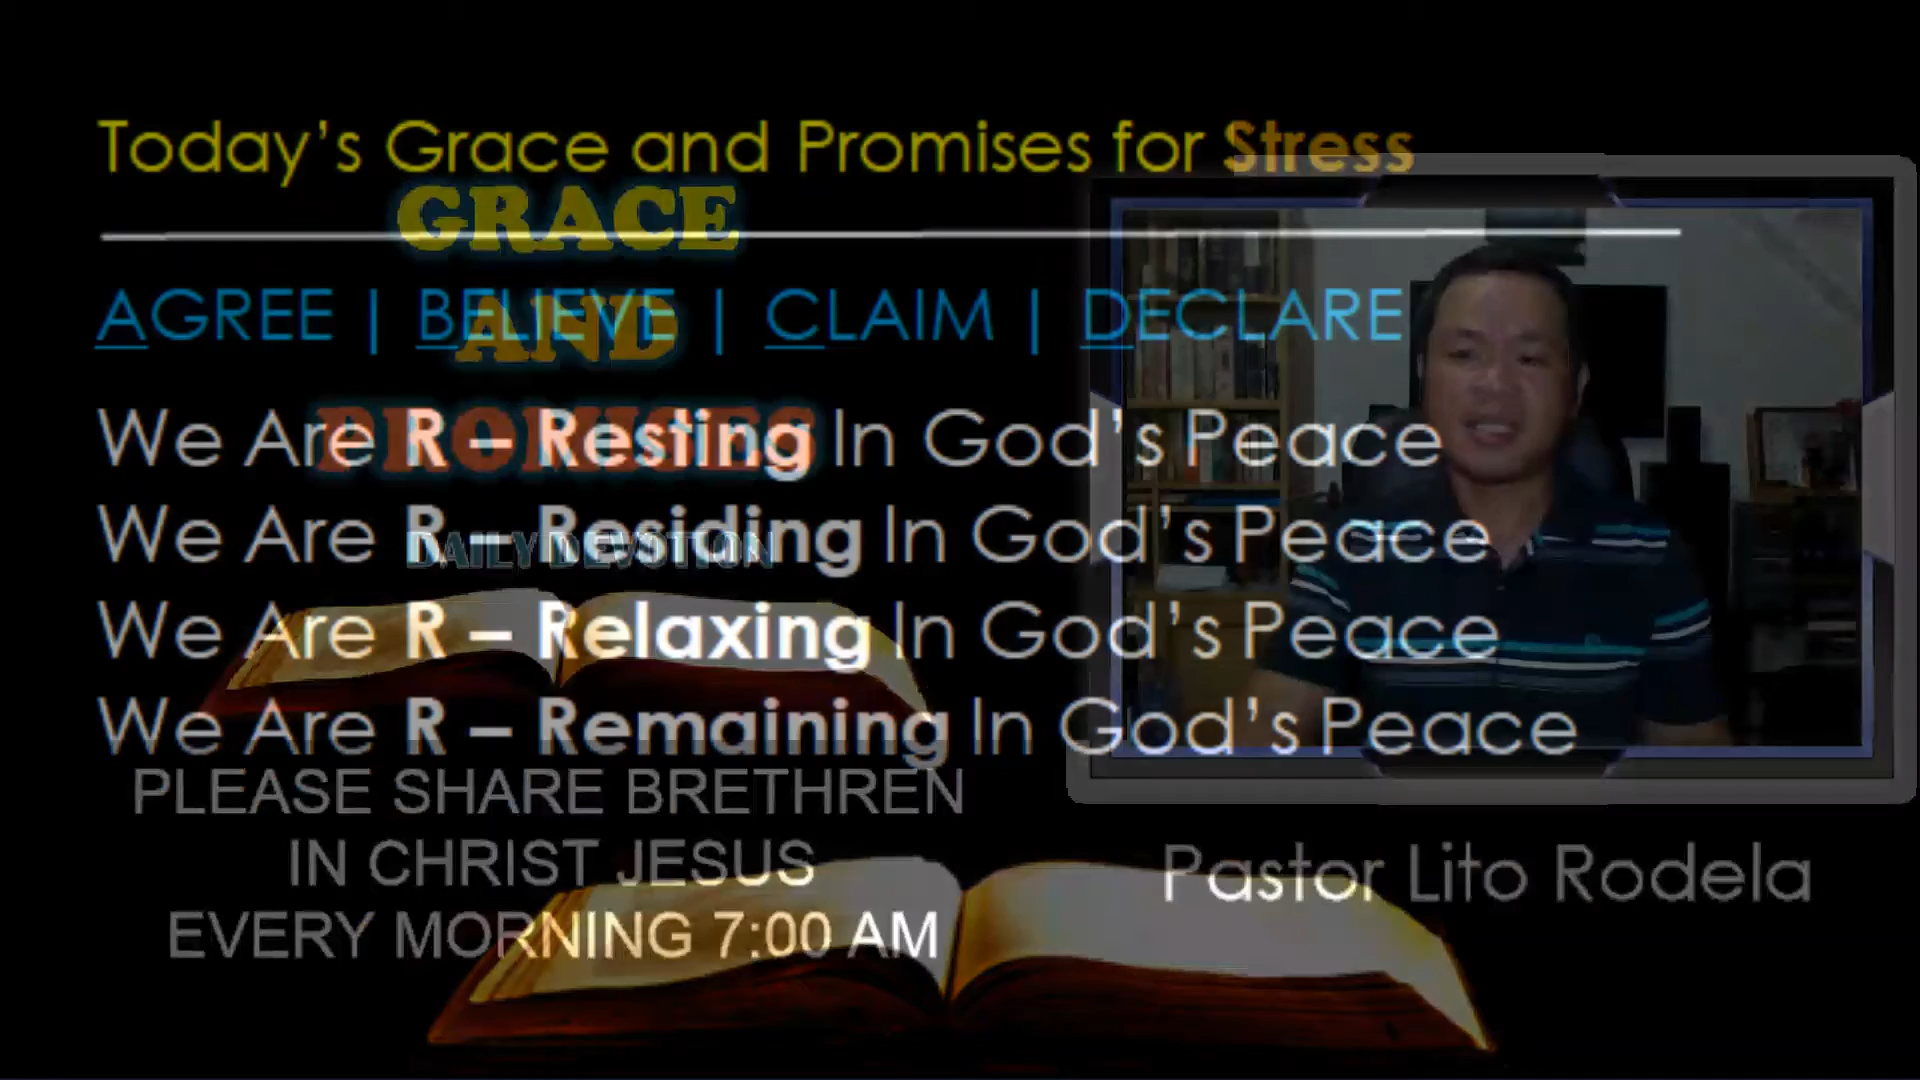 Today's Grace and Promises for Stress
GRACE
AGREE | BELIEVE | CLAIM | DECLARE
AND
We Are R – Resting In God's Peace
PROMISES
We Are R – Residing In God's Peace
DAILY DEVOTION
We Are R – Relaxing In God's Peace
We Are R – Remaining In God's Peace
PLEASE SHARE BRETHREN
IN CHRIST JESUS
EVERY MORNING 7:00 AM
Pastor Lito Rodela